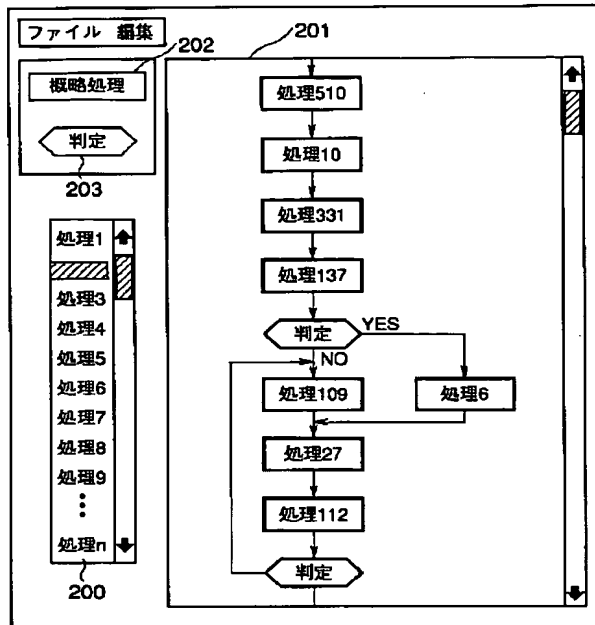 ファイル 編集
202
201
概略処理
判定
203
処理1
処理3
処理4
処理5
処理6
処理7
処理8
処理9
処理n
200
処理510
処理10
処理331
処理137
判定
YES
NO
処理109
処理6
処理27
処理112
判定